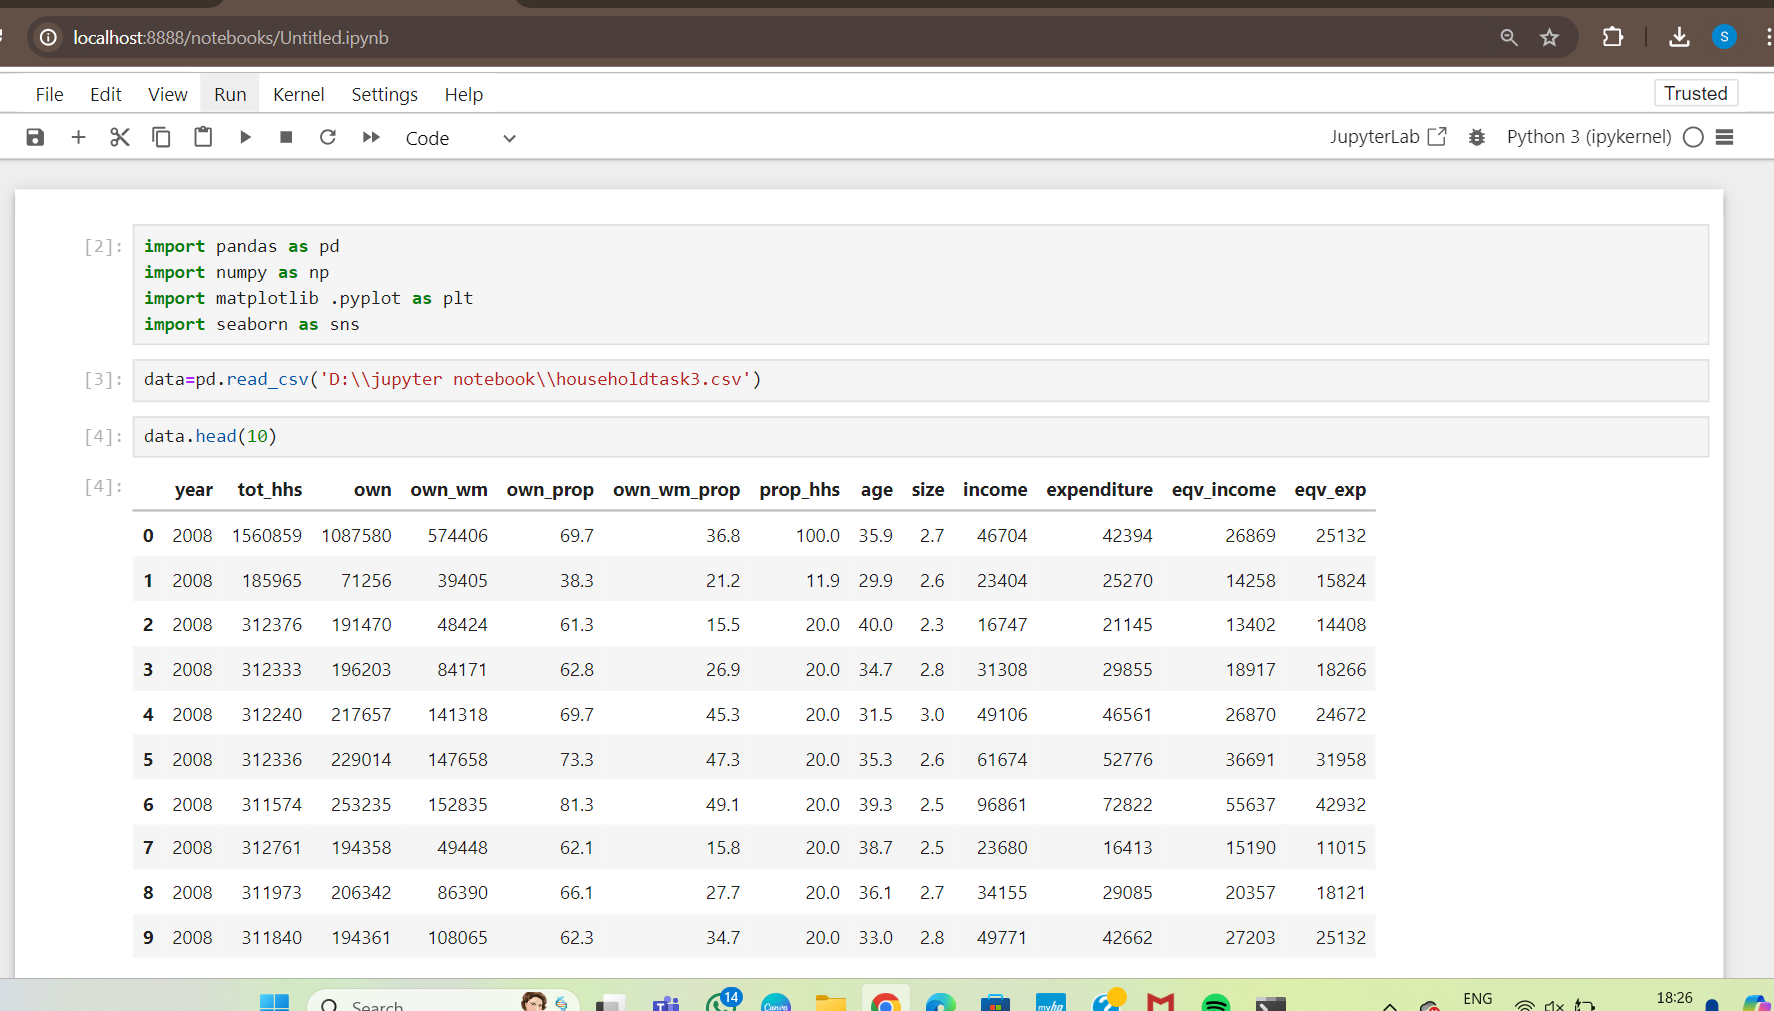 localhost:8888/notebooks/Untitled.ipynb
S
File Edit View Run Kernel Settings Help
Trusted
Code
JupyterLab
Python 3 (ipykernel)
[2]:
import pandas as pd
import numpy as np
import matplotlib .pyplot as plt
import seaborn as sns
[3]:
data=pd.read_csv('D:\\jupyter notebook\\householdtask3.csv')
[4]:
data.head(10)
[4]:
year tot_hhs own own_wm own_prop own_wm_prop prop_hhs age size income expenditure eqv_income eqv_exp
0 2008 1560859 1087580 574406 69.7 36.8 100.0 35.9 2.7 46704 42394 26869 25132
1 2008 185965 71256 39405 38.3 21.2 11.9 29.9 2.6 23404 25270 14258 15824
2 2008 312376 191470 48424 61.3 15.5 20.0 40.0 2.3 16747 21145 13402 14408
3 2008 312333 196203 84171 62.8 26.9 20.0 34.7 2.8 31308 29855 18917 18266
4 2008 312240 217657 141318 69.7 45.3 20.0 31.5 3.0 49106 46561 26870 24672
5 2008 312336 229014 147658 73.3 47.3 20.0 35.3 2.6 61674 52776 36691 31958
6 2008 311574 253235 152835 81.3 49.1 20.0 39.3 2.5 96861 72822 55637 42932
7 2008 312761 194358 49448 62.1 15.8 20.0 38.7 2.5 23680 16413 15190 11015
8 2008 311973 206342 86390 66.1 27.7 20.0 36.1 2.7 34155 29085 20357 18121
9 2008 311840 194361 108065 62.3 34.7 20.0 33.0 2.8 49771 42662 27203 25132
Search
14
Canva
myhp
ENG
18:26